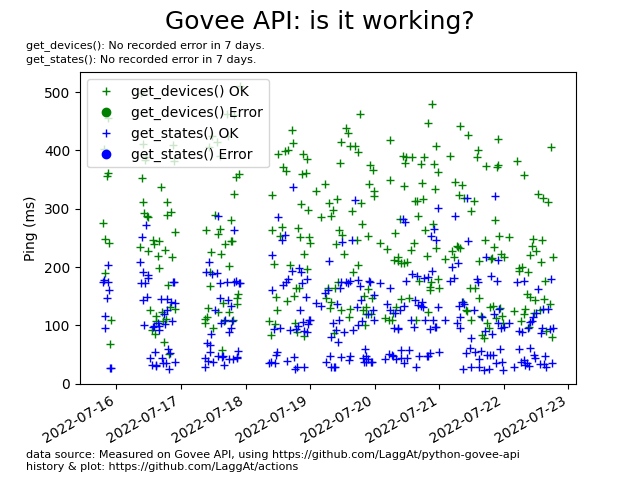 Govee API: is it working?
get_devices(): No recorded error in 7 days.
get_states(): No recorded error in 7 days.
get_devices() OK
get_devices() Error
get_states() OK
get_states() Error
Ping (ms)
500
400
300
200
100
0
2022-07-16
2022-07-17
2022-07-18
2022-07-19
2022-07-20
2022-07-21
2022-07-22
2022-07-23
data source: Measured on Govee API, using https://github.com/LaggAt/python-govee-api
history & plot: https://github.com/LaggAt/actions